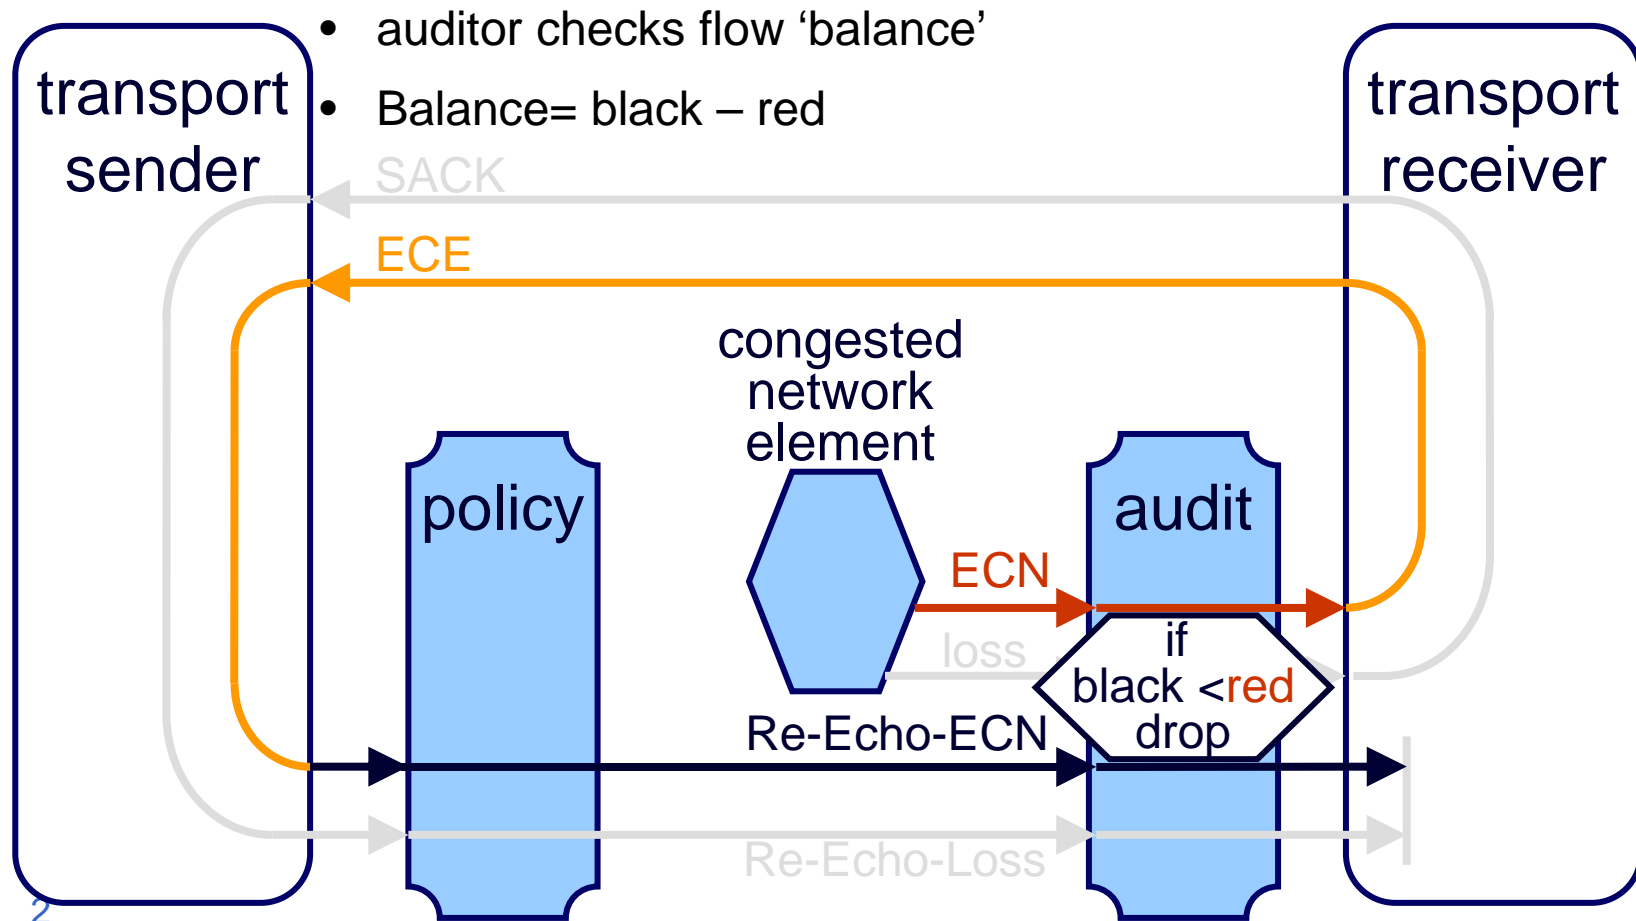 • auditor checks flow ‘balance’
• Balance= black – red
transport
sender
transport
receiver
SACK
ECE
congested
network
element
policy
audit
ECN
loss
if
black <red
drop
Re-Echo-ECN
Re-Echo-Loss
2